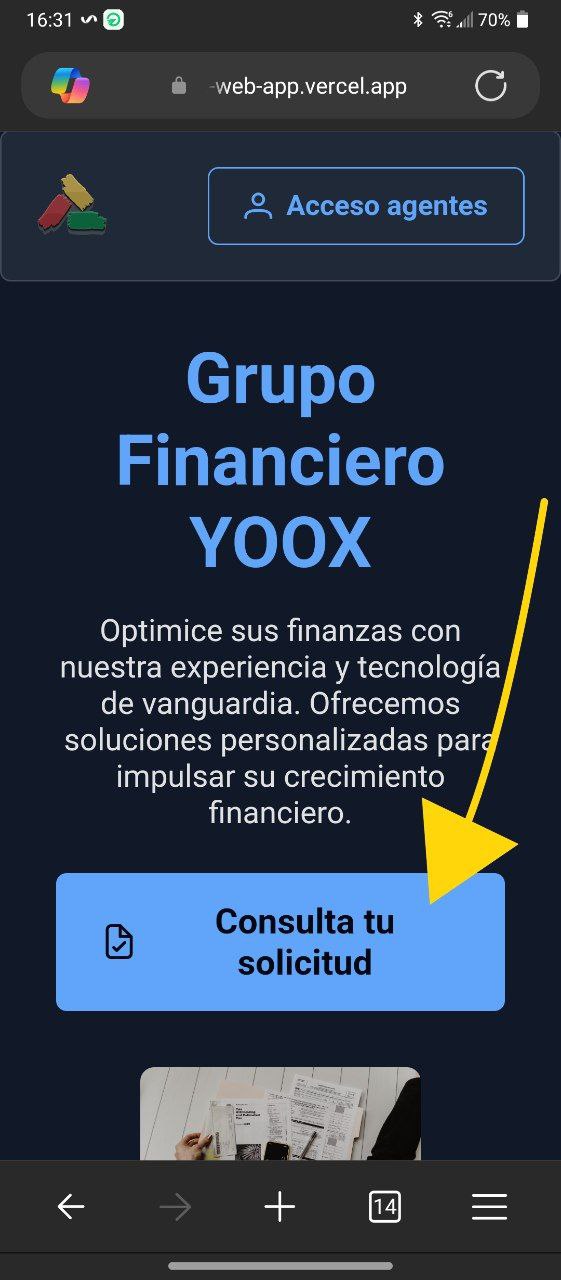 16:31 70%
-web-app.vercel.app
Acceso agentes
Grupo
Financiero
YOOX
Optimice sus finanzas con
nuestra experiencia y tecnología
de vanguardia. Ofrecemos
soluciones personalizadas para
impulsar su crecimiento
financiero.
Consulta tu
solicitud
14